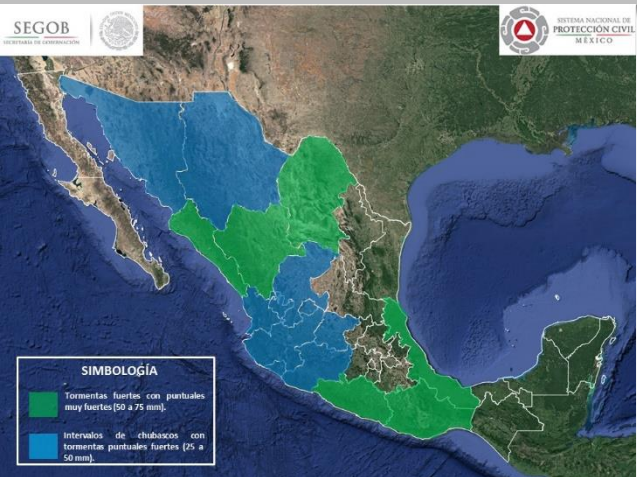 SEGOB
SECRETARÍA DE GOBERNACIÓN
SISTEMA NACIONAL DE
PROTECCIÓN CIVIL
MÉXICO
SIMBOLOGÍA
Tormentas fuertes con puntuales
muy fuertes (50 a 75 mm).
Intervalos de chubascos con
tormentas puntuales fuertes (25 a
50 mm).